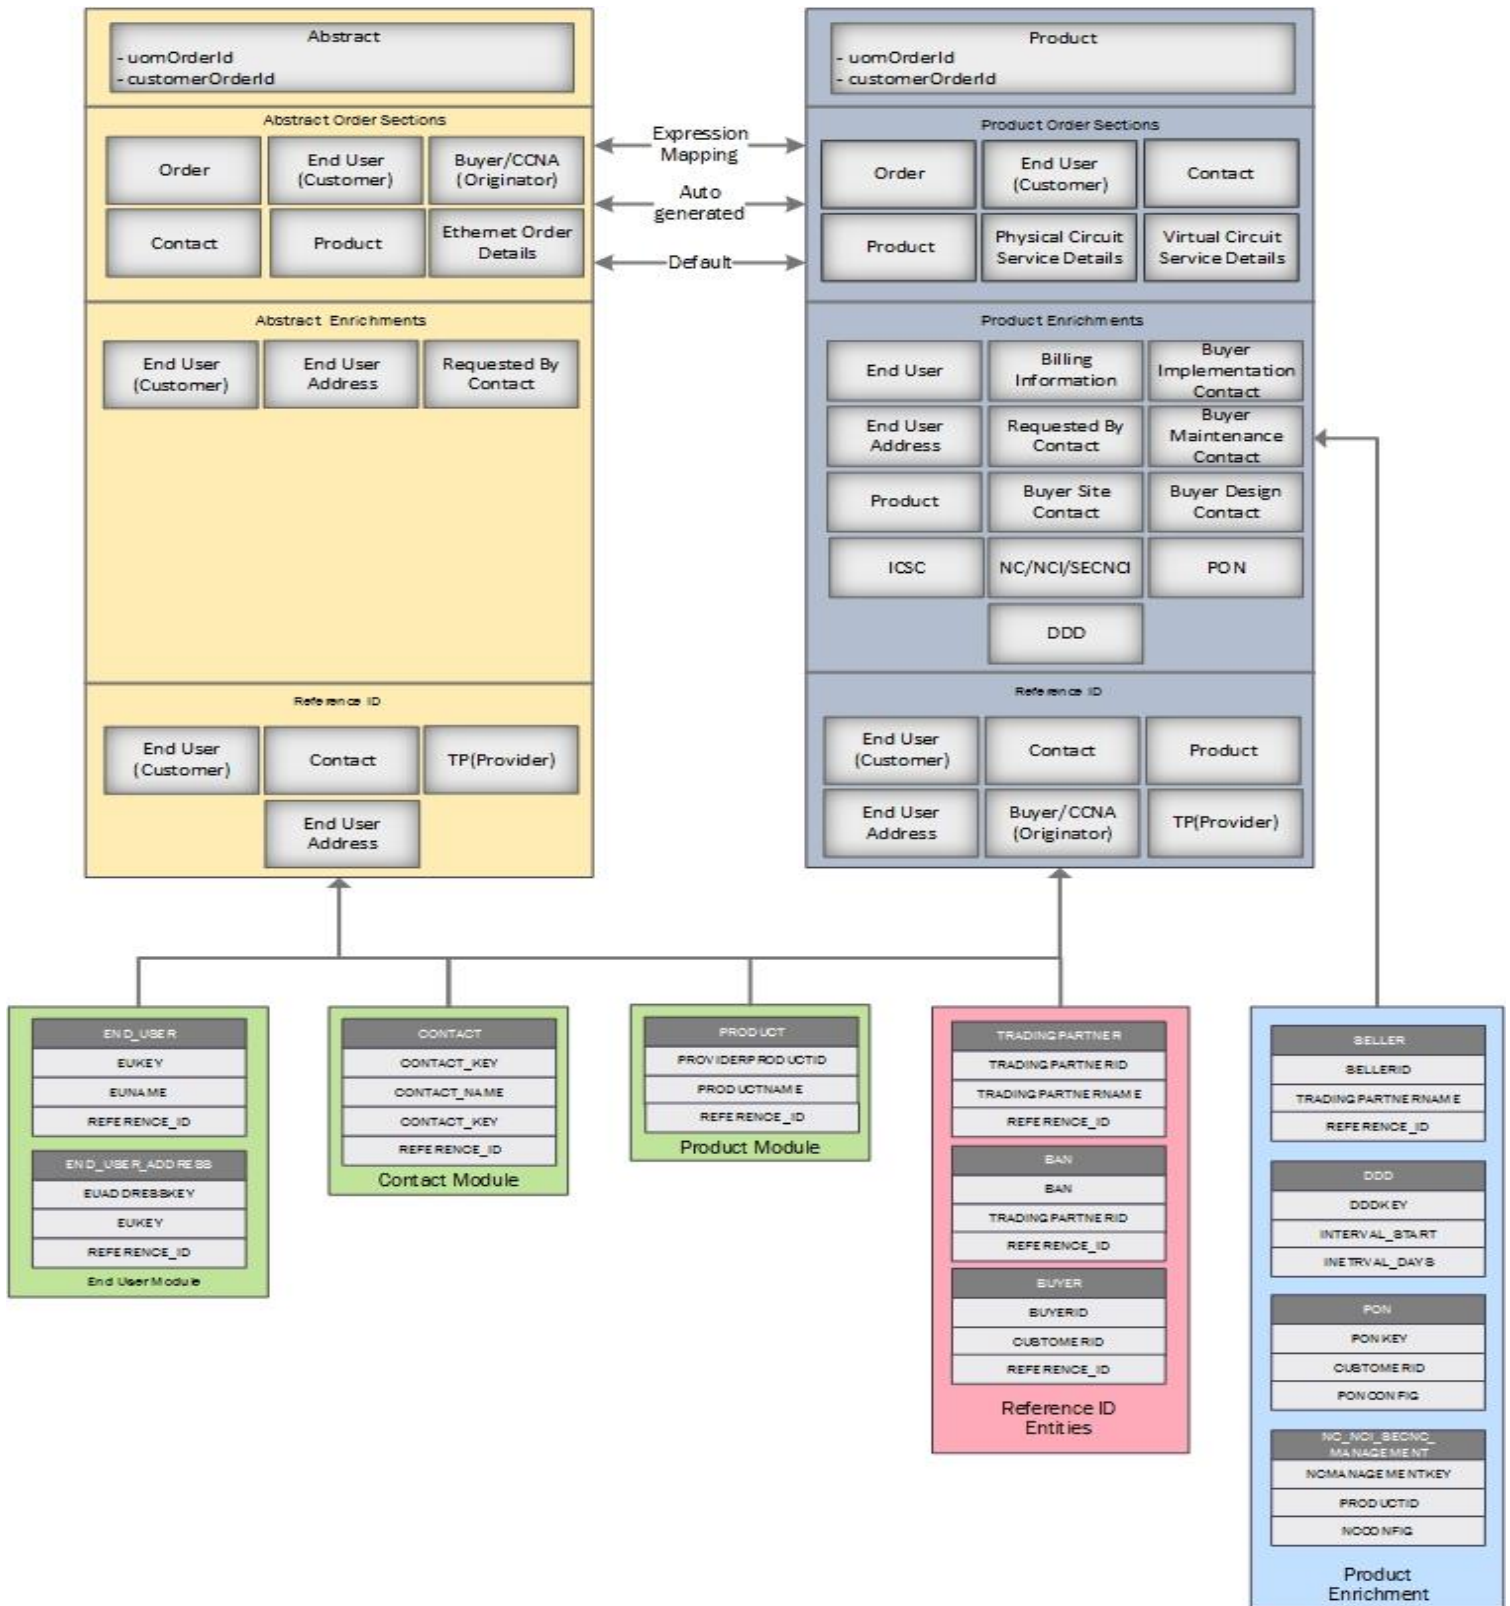 Abstract
- uomOrderId
- customerOrderId
Abstract Order Sections
Order
End User
(Customer)
Buyer/CCNA
(Originator)
Contact
Product
Ethernet Order
Details
Abstract Enrichments
End User
(Customer)
End User
Address
Requested By
Contact
Reference ID
End User
(Customer)
Contact
TP(Provider)
End User
Address
Expression
Mapping
Auto
generated
Default
Product
- uomOrderId
- customerOrderId
Product Order Sections
Order
End User
(Customer)
Contact
Product
Physical Circuit
Service Details
Virtual Circuit
Service Details
Product Enrichments
End User
Billing
Information
Buyer
Implementation
Contact
End User
Address
Requested By
Contact
Buyer
Maintenance
Contact
Product
Buyer Site
Contact
Buyer Design
Contact
ICSC
NC/NCI/SECNCI
PON
DDD
Reference ID
End User
(Customer)
Contact
Product
End User
Address
Buyer/CCNA
(Originator)
TP(Provider)
END_USER
EUKEY
EUNAME
REFERENCE_ID
END_USER_ADDRESS
EUADDRESSKEY
EUKEY
REFERENCE_ID
End User Module
CONTACT
CONTACT_KEY
CONTACT_NAME
CONTACT_KEY
REFERENCE_ID
Contact Module
PRODUCT
PROVIDERPRODUCTID
PRODUCTNAME
REFERENCE_ID
Product Module
TRADINGPARTNER
TRADINGPARTNERID
TRADINGPARTNERNAME
REFERENCE_ID
BAN
BAN
TRADINGPARTNERID
REFERENCE_ID
BUYER
BUYERID
CUSTOMERID
REFERENCE_ID
Reference ID
Entities
SELLER
SELLERID
TRADINGPARTNERNAME
REFERENCE_ID
DDD
DDDKEY
INTERVAL_START
INETRVAL_DAYS
PON
PONKEY
CUSTOMERID
PONCONFIG
NC_NCI_SECNC_
MANAGEMENT
NCMANAGEMENTKEY
PRODUCTID
NCCONFIG
Product
Enrichment